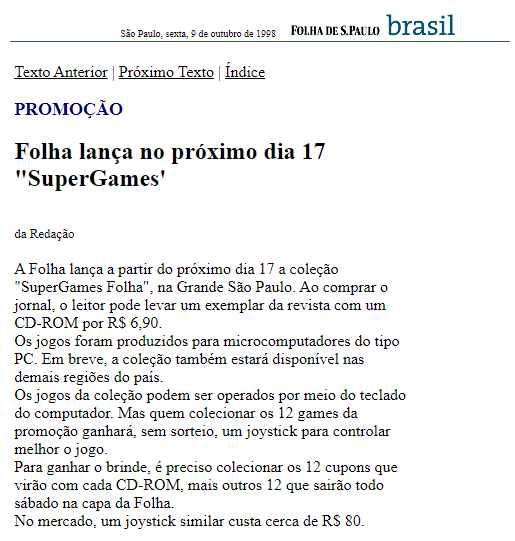 São Paulo, sexta, 9 de outubro de 1998 FOLHA DE S.PAULO brasil
Texto Anterior | Próximo Texto | Índice
PROMOÇÃO
Folha lança no próximo dia 17
"SuperGames'
da Redação
A Folha lança a partir do próximo dia 17 a coleção
"SuperGames Folha", na Grande São Paulo. Ao comprar o
jornal, o leitor pode levar um exemplar da revista com um
CD-ROM por R$ 6,90.
Os jogos foram produzidos para microcomputadores do tipo
PC. Em breve, a coleção também estará disponível nas
demais regiões do país.
Os jogos da coleção podem ser operados por meio do teclado
do computador. Mas quem colecionar os 12 games da
promoção ganhará, sem sorteio, um joystick para controlar
melhor o jogo.
Para ganhar o brinde, é preciso colecionar os 12 cupons que
virão com cada CD-ROM, mais outros 12 que sairão todo
sábado na capa da Folha.
No mercado, um joystick similar custa cerca de R$ 80.